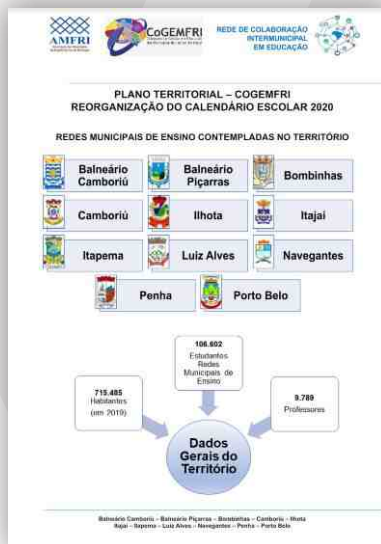 AMFRI
CoGEMFRI
REDE DE COLABORAÇÃO
INTERMUNICIPAL
EM EDUCAÇÃO
PLANO TERRITORIAL – COGEMFRI
REORGANIZAÇÃO DO CALENDÁRIO ESCOLAR 2020
REDES MUNICIPAIS DE ENSINO CONTEMPLADAS NO TERRITÓRIO
Balneário
Camboriú
Balneário
Piçarras
Bombinhas
Camboriú
Ilhota
Itajaí
Itapema
Luiz Alves
Navegantes
Penha
Porto Belo
106.602
Estudantes
Redes
Municipais de
Ensino
715.485
Habitantes
(em 2019)
9.789
Professores
Dados
Gerais do
Território
Balneário Camboriú – Balneário Piçarras – Bombinhas – Camboriú – Ilhota
Itajaí – Itapema – Luiz Alves – Navegantes – Penha – Porto Belo